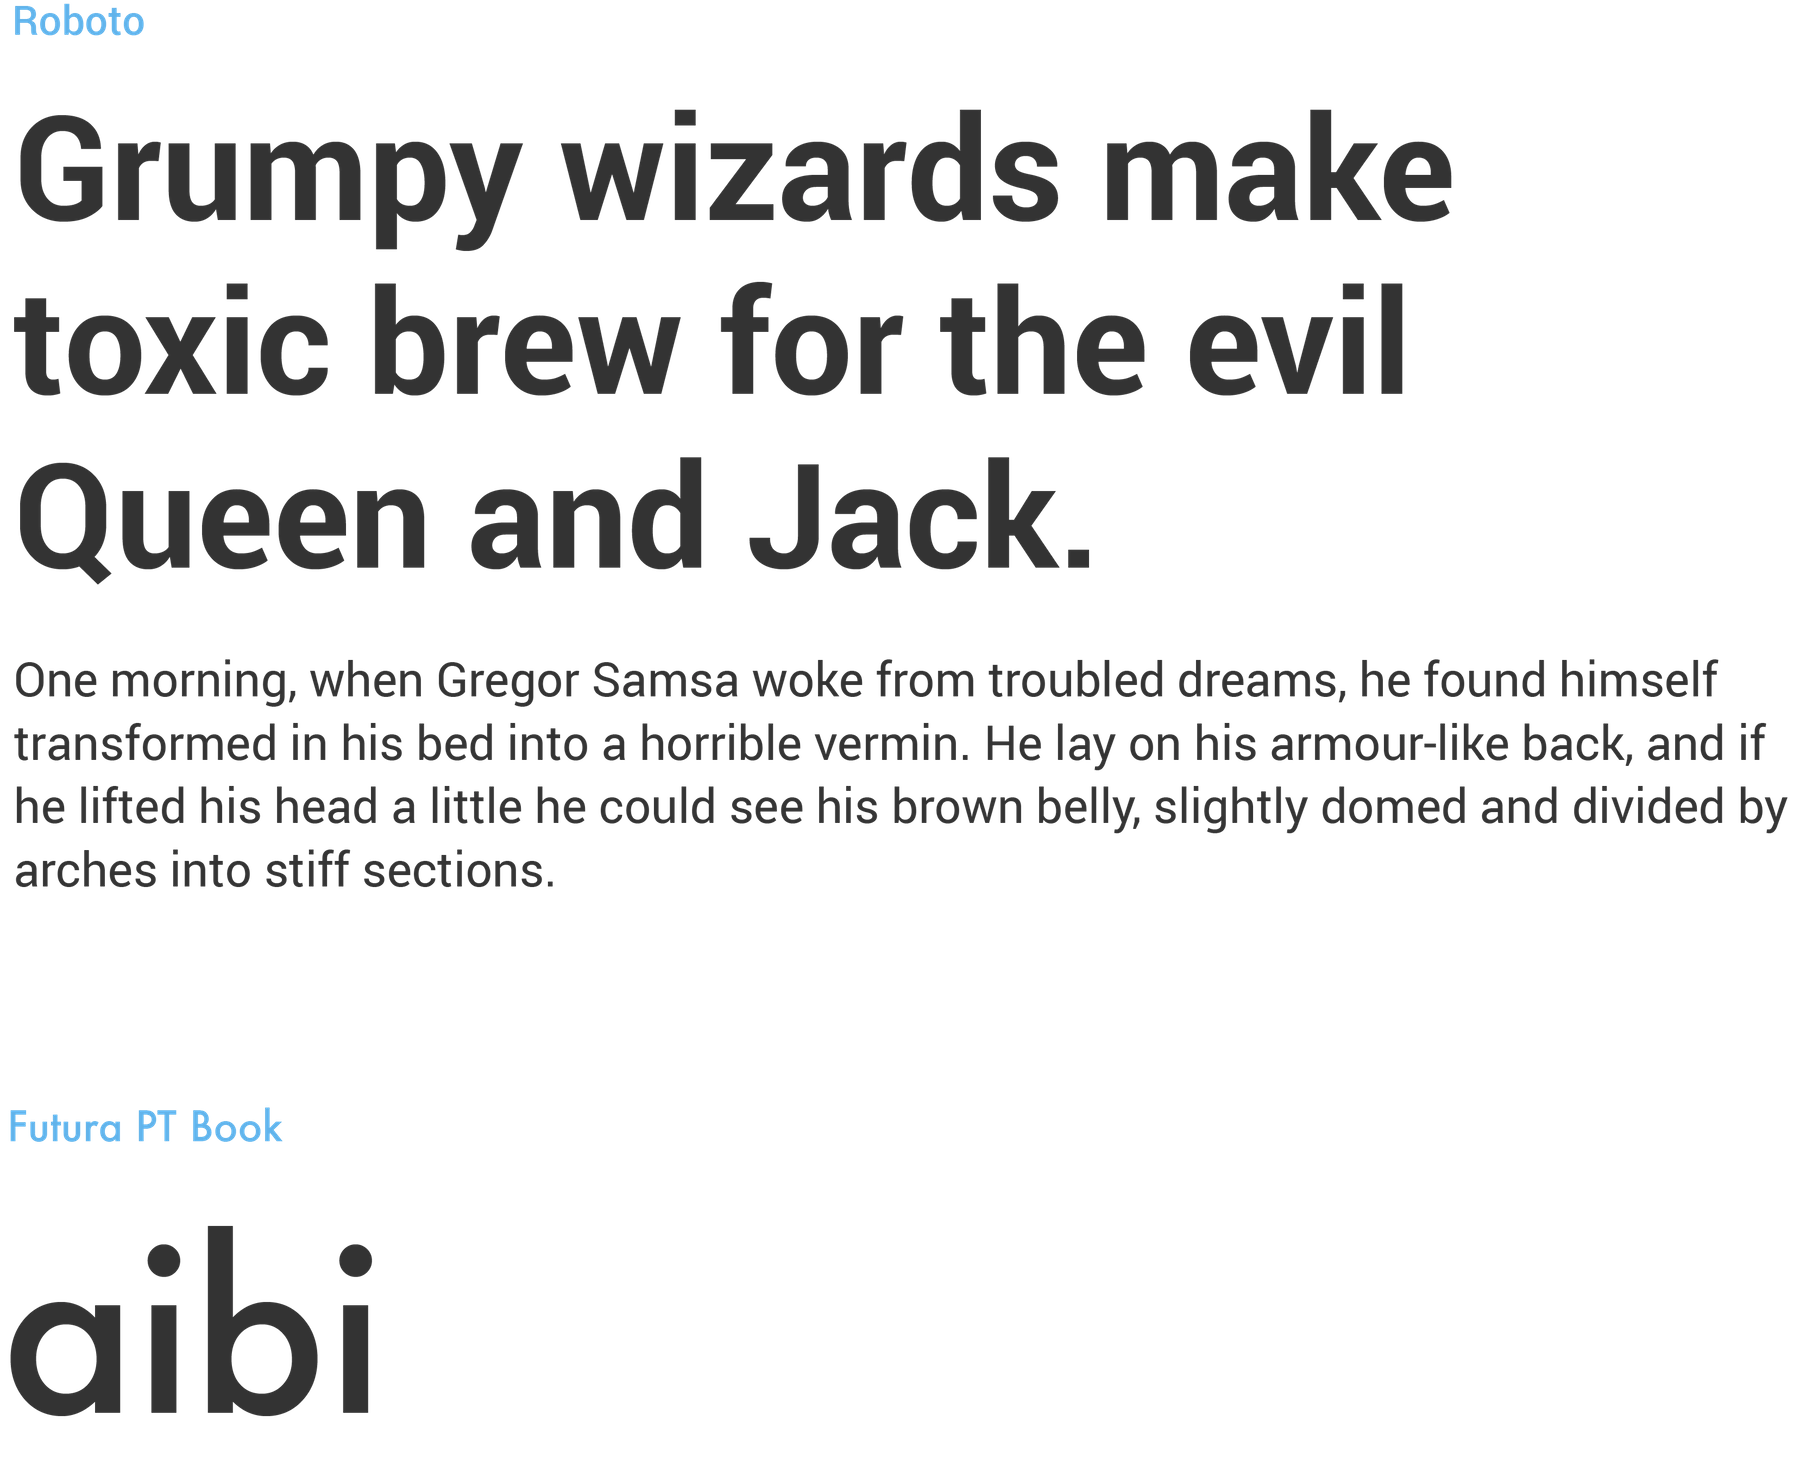 Roboto
Grumpy wizards make
toxic brew for the evil
Queen and Jack.
One morning, when Gregor Samsa woke from troubled dreams, he found himself
transformed in his bed into a horrible vermin. He lay on his armour-like back, and if
he lifted his head a little he could see his brown belly, slightly domed and divided by
arches into stiff sections.
Futura PT Book
aibi